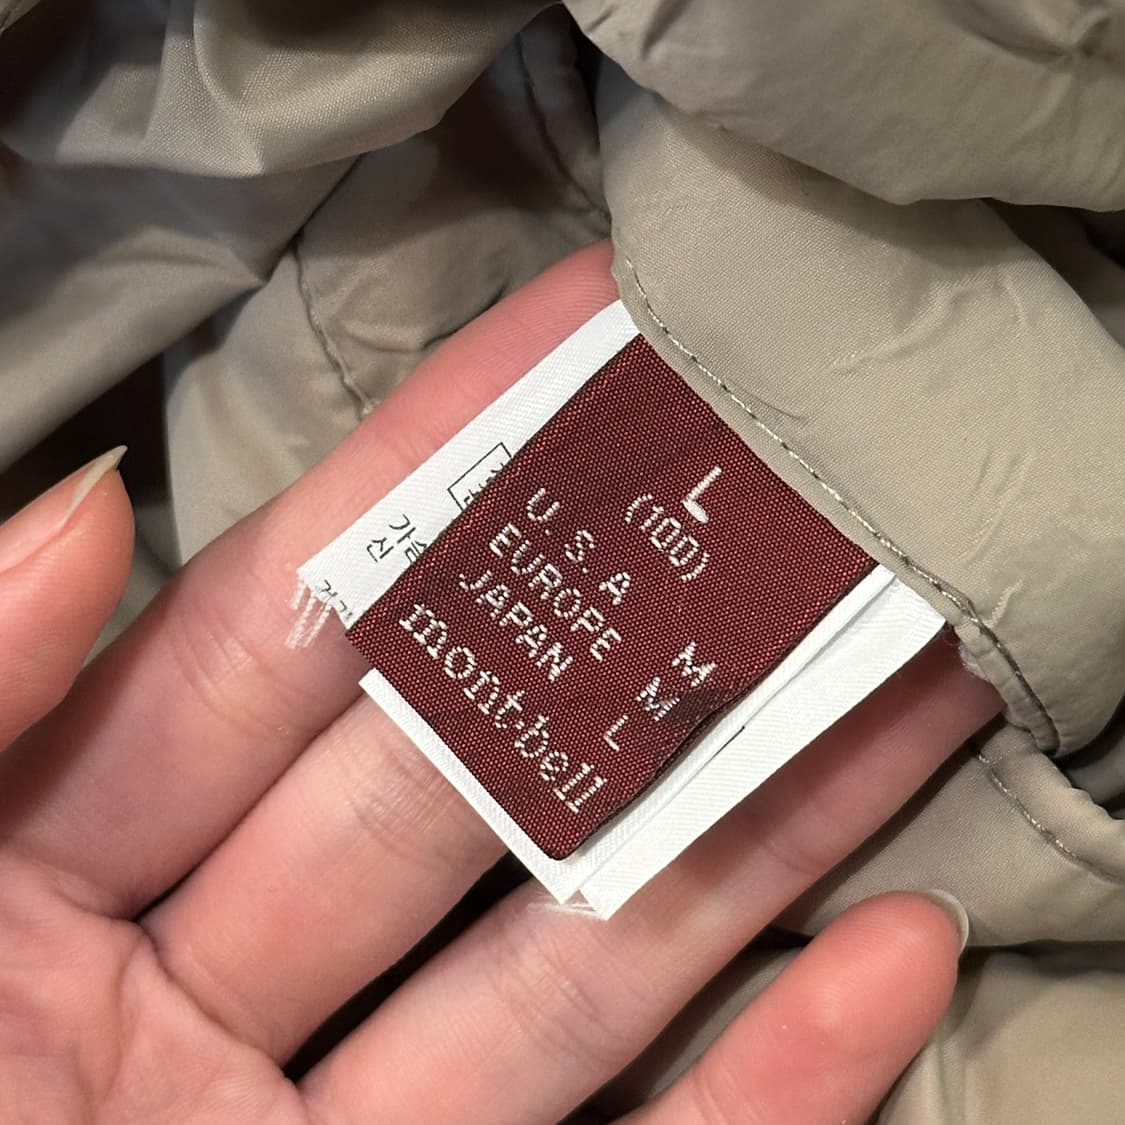 L
(100)
U.S.A M
EUROPE M
JAPAN L
mont-bell